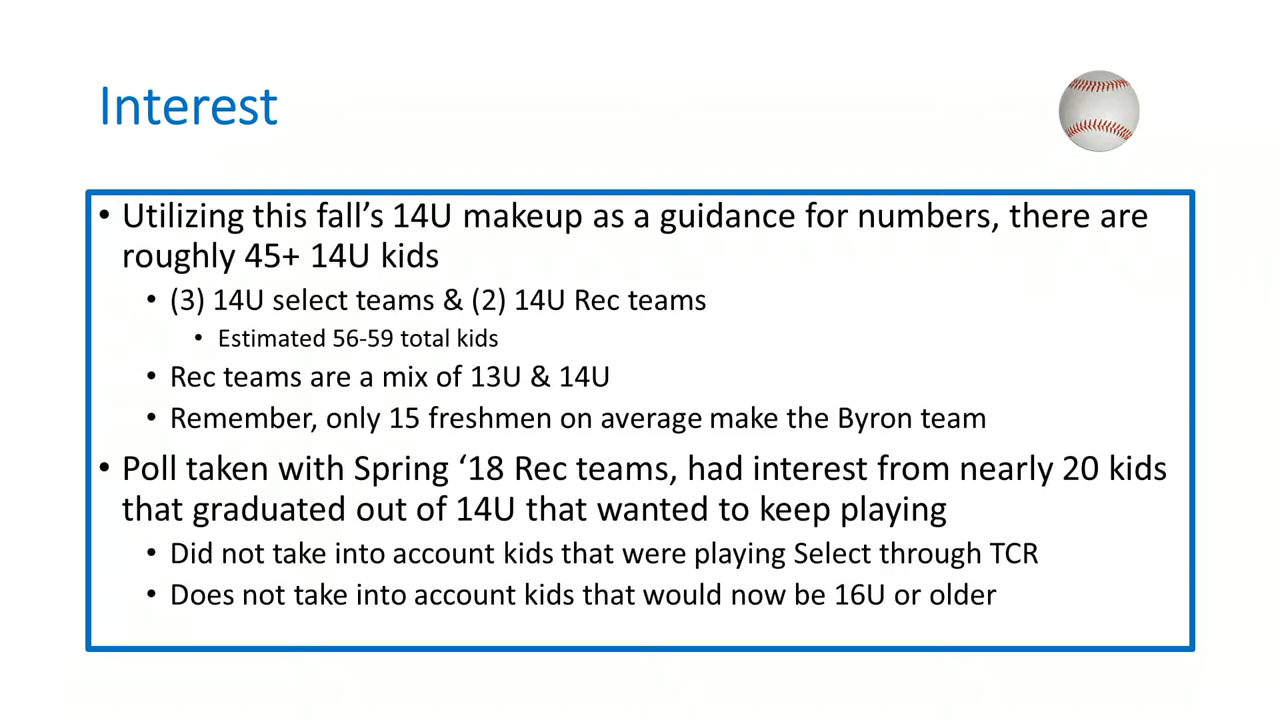 Interest
• Utilizing this fall’s 14U makeup as a guidance for numbers, there are
roughly 45+ 14U kids
• (3) 14U select teams & (2) 14U Rec teams
• Estimated 56-59 total kids
• Rec teams are a mix of 13U & 14U
• Remember, only 15 freshmen on average make the Byron team
• Poll taken with Spring ‘18 Rec teams, had interest from nearly 20 kids
that graduated out of 14U that wanted to keep playing
• Did not take into account kids that were playing Select through TCR
• Does not take into account kids that would now be 16U or older